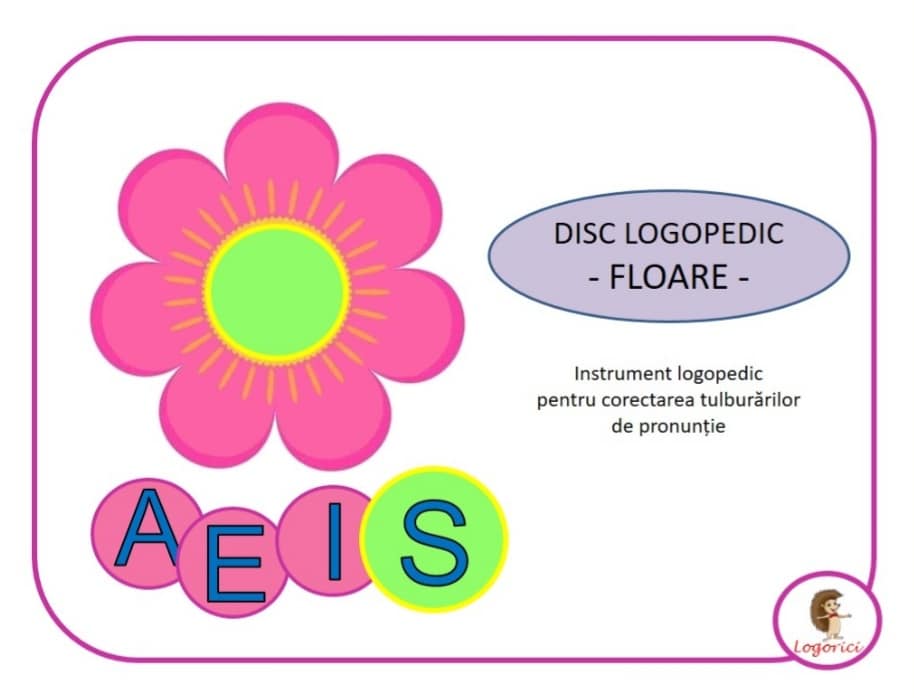 DISC LOGOPEDIC
- FLOARE -
Instrument logopedic
pentru corectarea tulburărilor
de pronunție
A E I S
Logorici